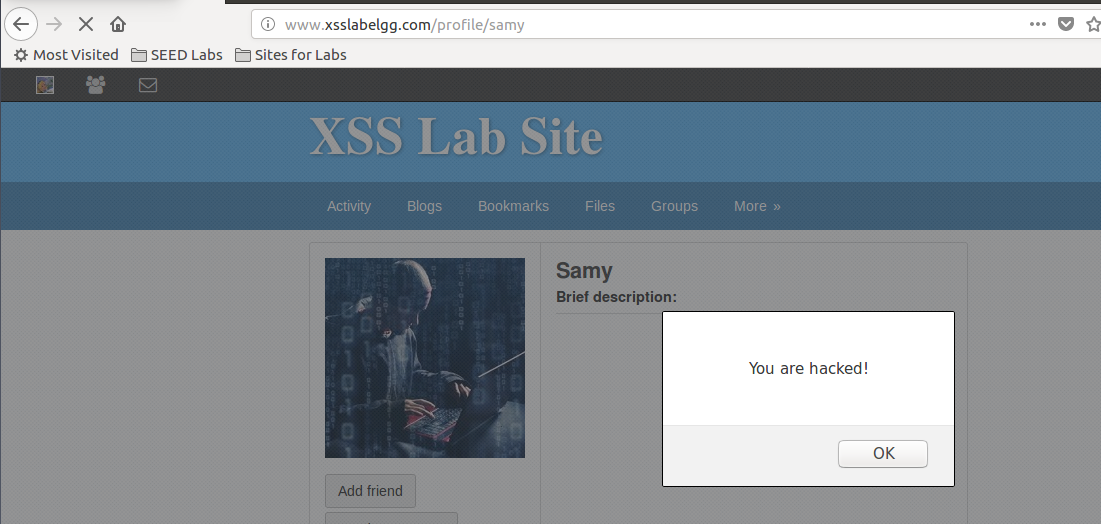 www.xsslabelgg.com/profile/samy
Most Visited SEED Labs Sites for Labs
XSS Lab Site
Activity Blogs Bookmarks Files Groups More »
Samy
Brief description:
You are hacked!
OK
Add friend